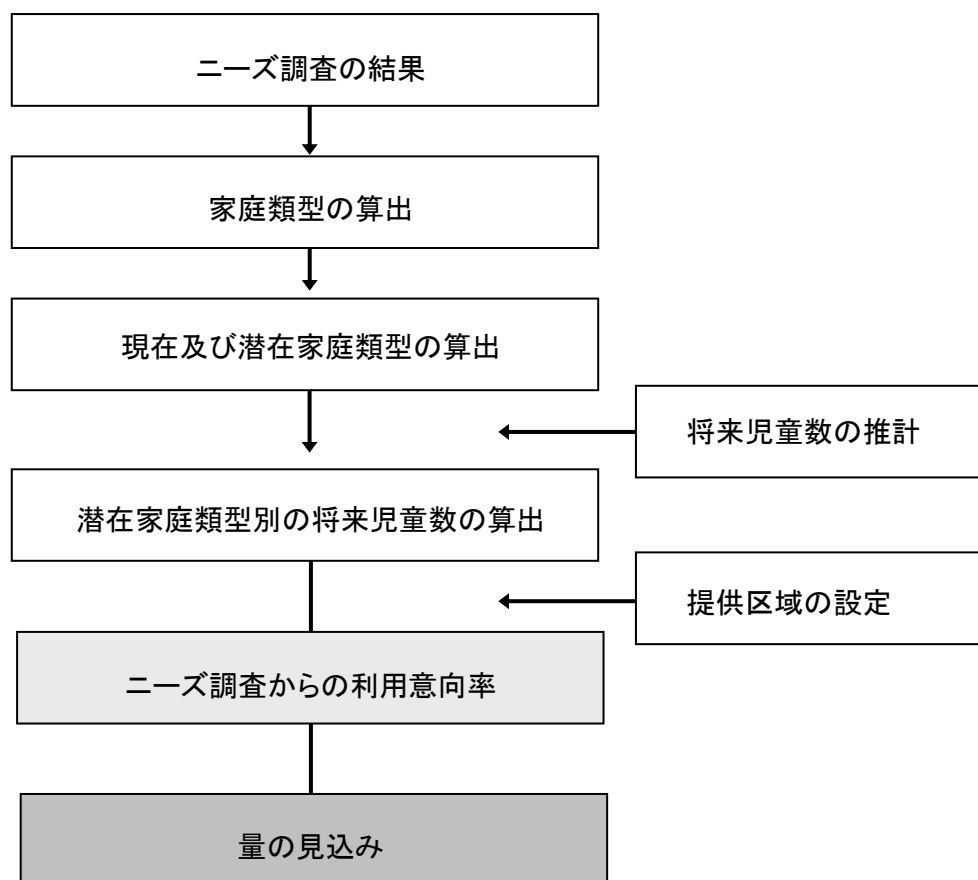 ニーズ調査の結果
家庭類型の算出
現在及び潜在家庭類型の算出
将来児童数の推計
潜在家庭類型別の将来児童数の算出
提供区域の設定
ニーズ調査からの利用意向率
量の見込み